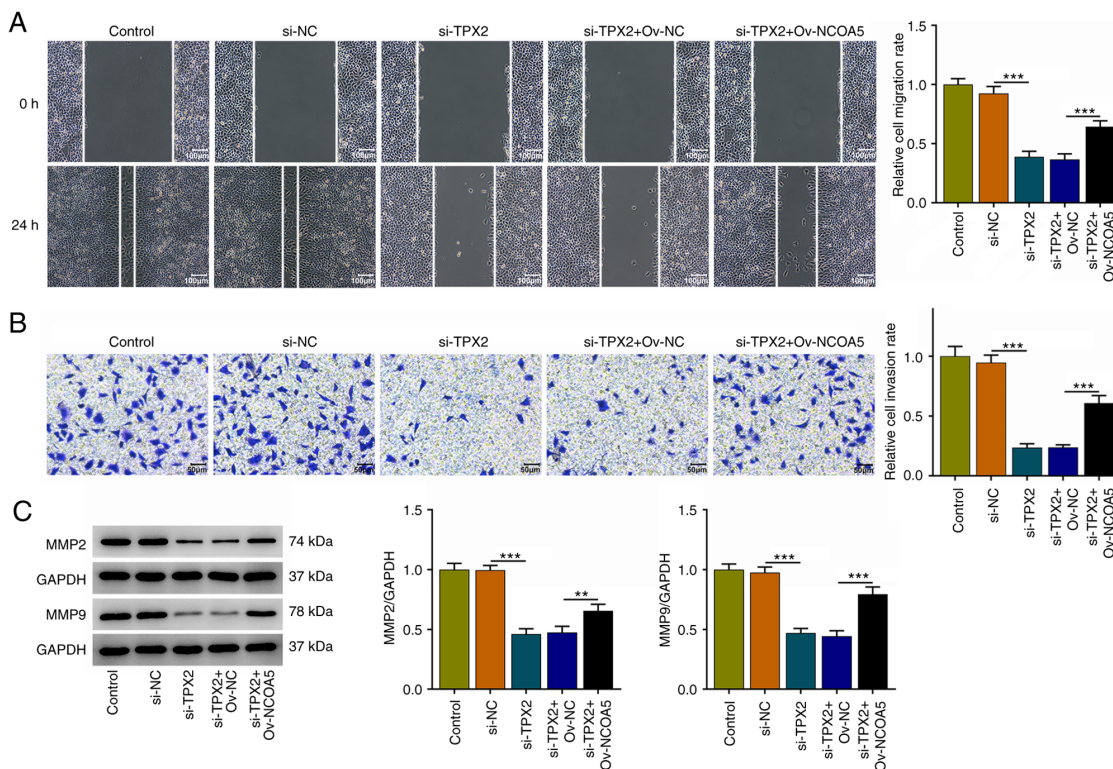 A
Control
si-NC
si-TPX2
si-TPX2+Ov-NC
si-TPX2+Ov-NCOA5
0 h
100μm
100μm
100μm
100μm
100μm
24 h
100μm
100μm
100μm
100μm
100μm
Relative cell migration rate
1.5
1.0
0.5
0.0
***
***
Control
si-NC
si-TPX2
si-TPX2+
Ov-NC
si-TPX2+
Ov-NCOA5
B
Control
si-NC
si-TPX2
si-TPX2+Ov-NC
si-TPX2+Ov-NCOA5
50μm
50μm
50μm
50μm
50μm
Relative cell invasion rate
1.0
0.5
0.0
***
***
Control
si-NC
si-TPX2
si-TPX2+
Ov-NC
si-TPX2+
Ov-NCOA5
C
MMP2
74 kDa
GAPDH
37 kDa
MMP9
78 kDa
GAPDH
37 kDa
Control
si-NC
si-TPX2
si-TPX2+
Ov-NC
si-TPX2+
Ov-NCOA5
MMP2/GAPDH
1.5
1.0
0.5
0.0
***
**
Control
si-NC
si-TPX2
si-TPX2+
Ov-NC
si-TPX2+
Ov-NCOA5
MMP9/GAPDH
1.5
1.0
0.5
0.0
***
***
Control
si-NC
si-TPX2
si-TPX2+
Ov-NC
si-TPX2+
Ov-NCOA5